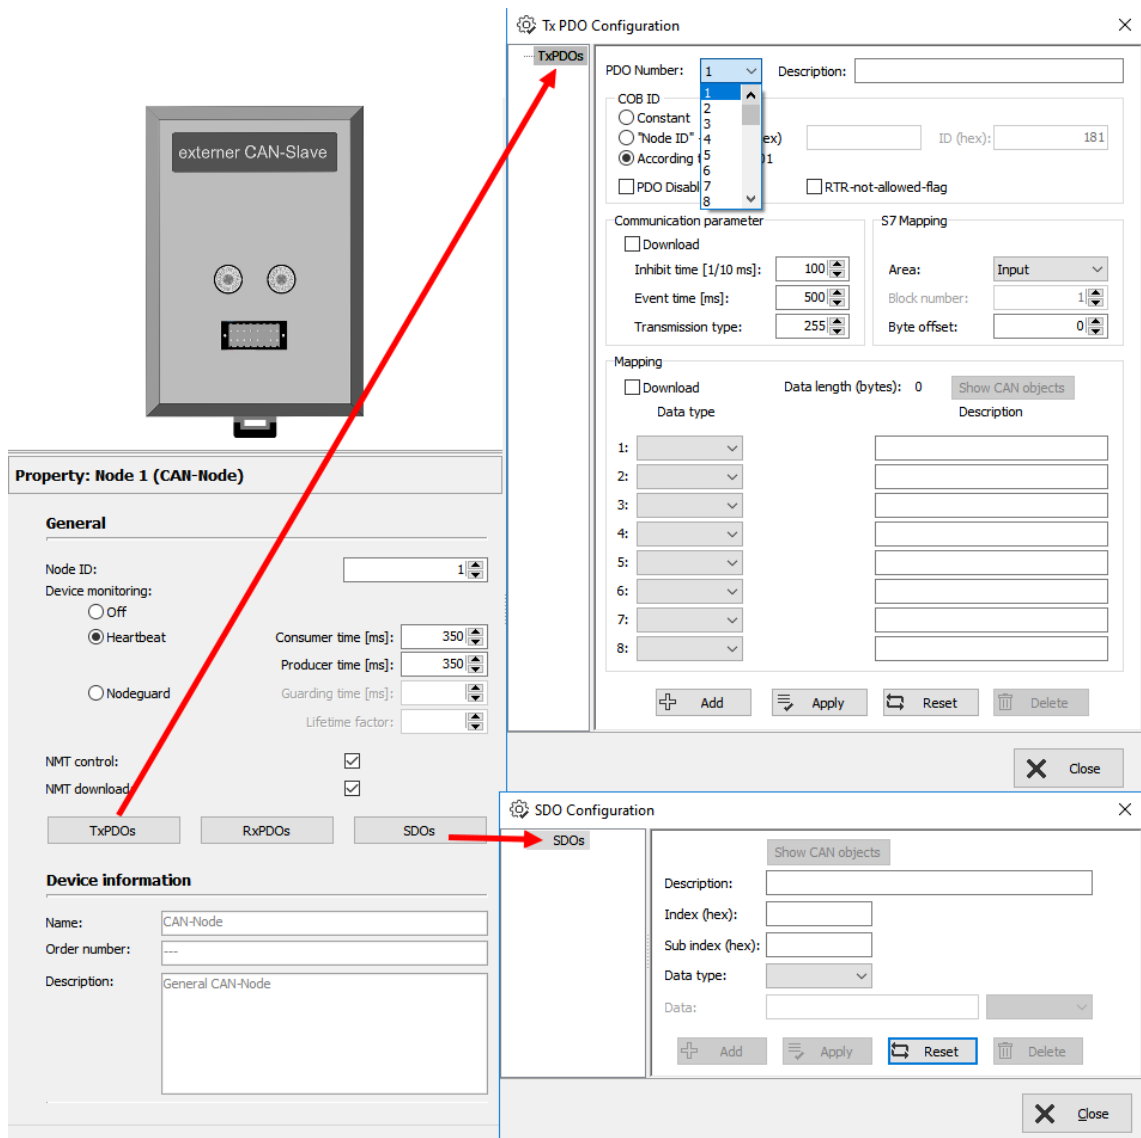 externer CAN-Slave
Property: Node 1 (CAN-Node)
General
Node ID: 1
Device monitoring:
Off
Heartbeat Consumer time [ms]: 350
Producer time [ms]: 350
Nodeguard Guarding time [ms]:
Lifetime factor:
NMT control:
NMT download
TxPDOs RxPDOs SDOs
Device information
Name: CAN-Node
Order number: ---
Description: General CAN-Node
Tx PDO Configuration
TxPDOs
PDO Number: 1 Description:
1
2
3
4
5
6
7
8
COB ID
Constant
"Node ID" ex) ID (hex): 181
According 01
PDO Disabl RTR-not-allowed-flag
Communication parameter
Download
Inhibit time [1/10 ms]: 100
Event time [ms]: 500
Transmission type: 255
S7 Mapping
Area: Input
Block number: 1
Byte offset: 0
Mapping
Download Data length (bytes): 0 Show CAN objects
Data type Description
1:
2:
3:
4:
5:
6:
7:
8:
Add Apply Reset Delete
Close
SDO Configuration
SDOs
Show CAN objects
Description:
Index (hex):
Sub index (hex):
Data type:
Data:
Add Apply Reset Delete
Close